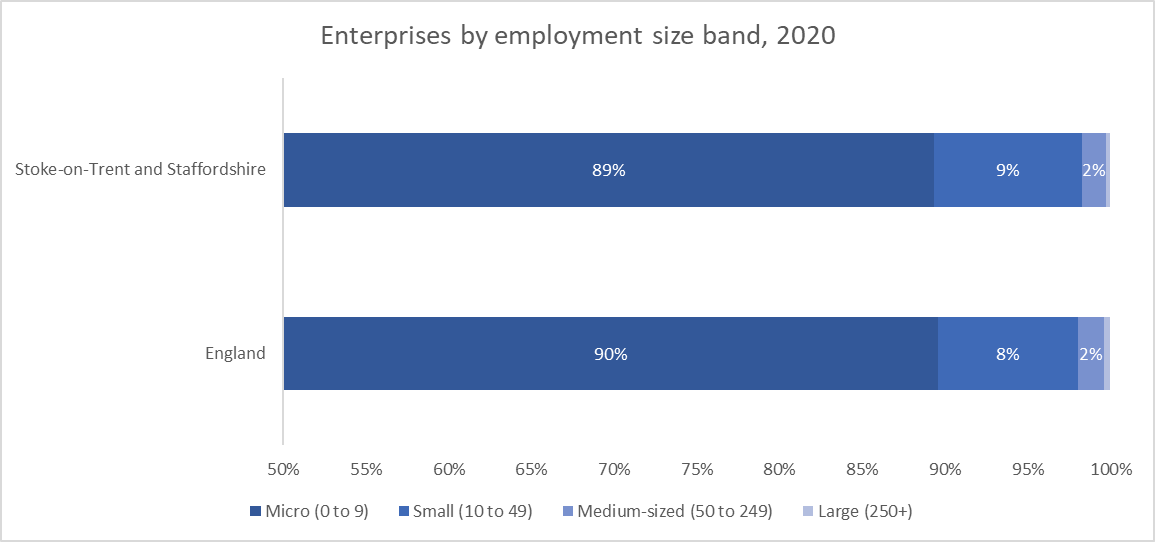 Enterprises by employment size band, 2020
Stoke-on-Trent and Staffordshire
89%
9%
2%
England
90%
8%
2%
50%
55%
60%
65%
70%
75%
80%
85%
90%
95%
100%
Micro (0 to 9)
Small (10 to 49)
Medium-sized (50 to 249)
Large (250+)